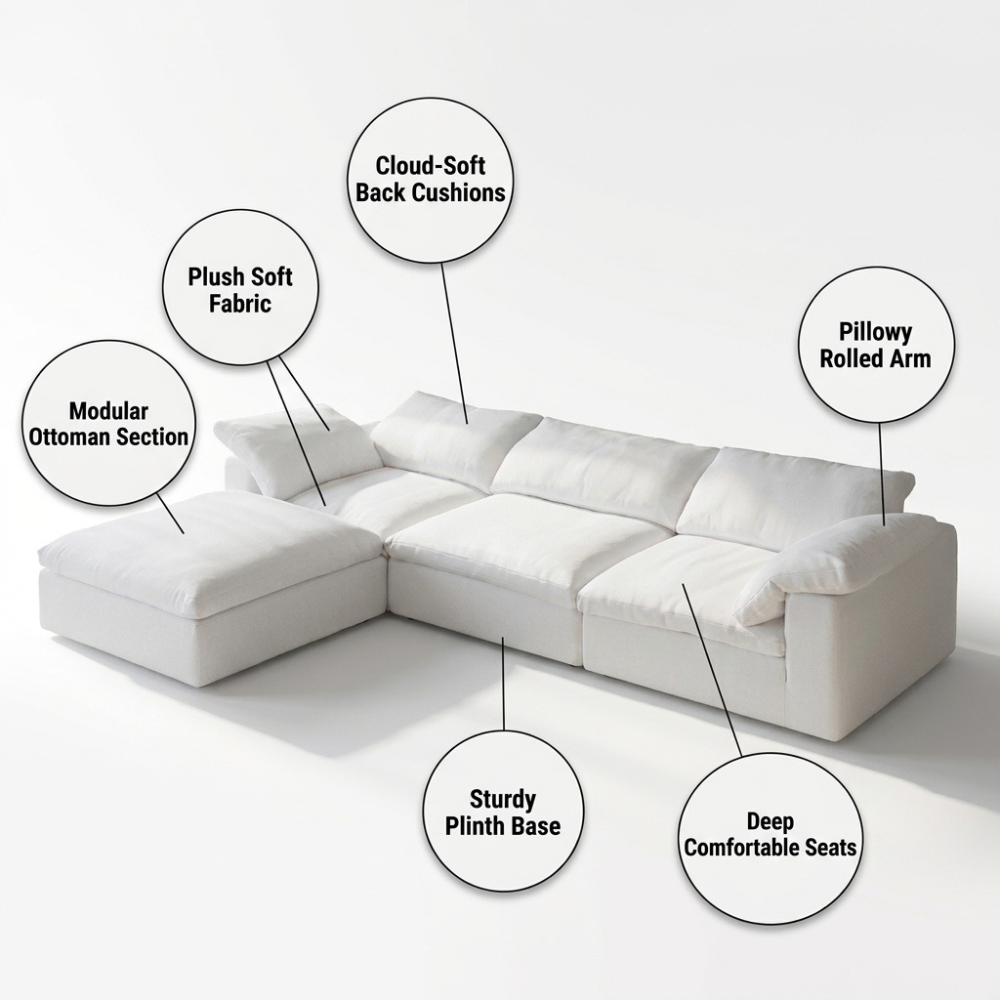 Cloud-Soft
Back Cushions
Plush Soft
Fabric
Pillowy
Rolled Arm
Modular
Ottoman Section
Sturdy
Plinth Base
Deep
Comfortable Seats